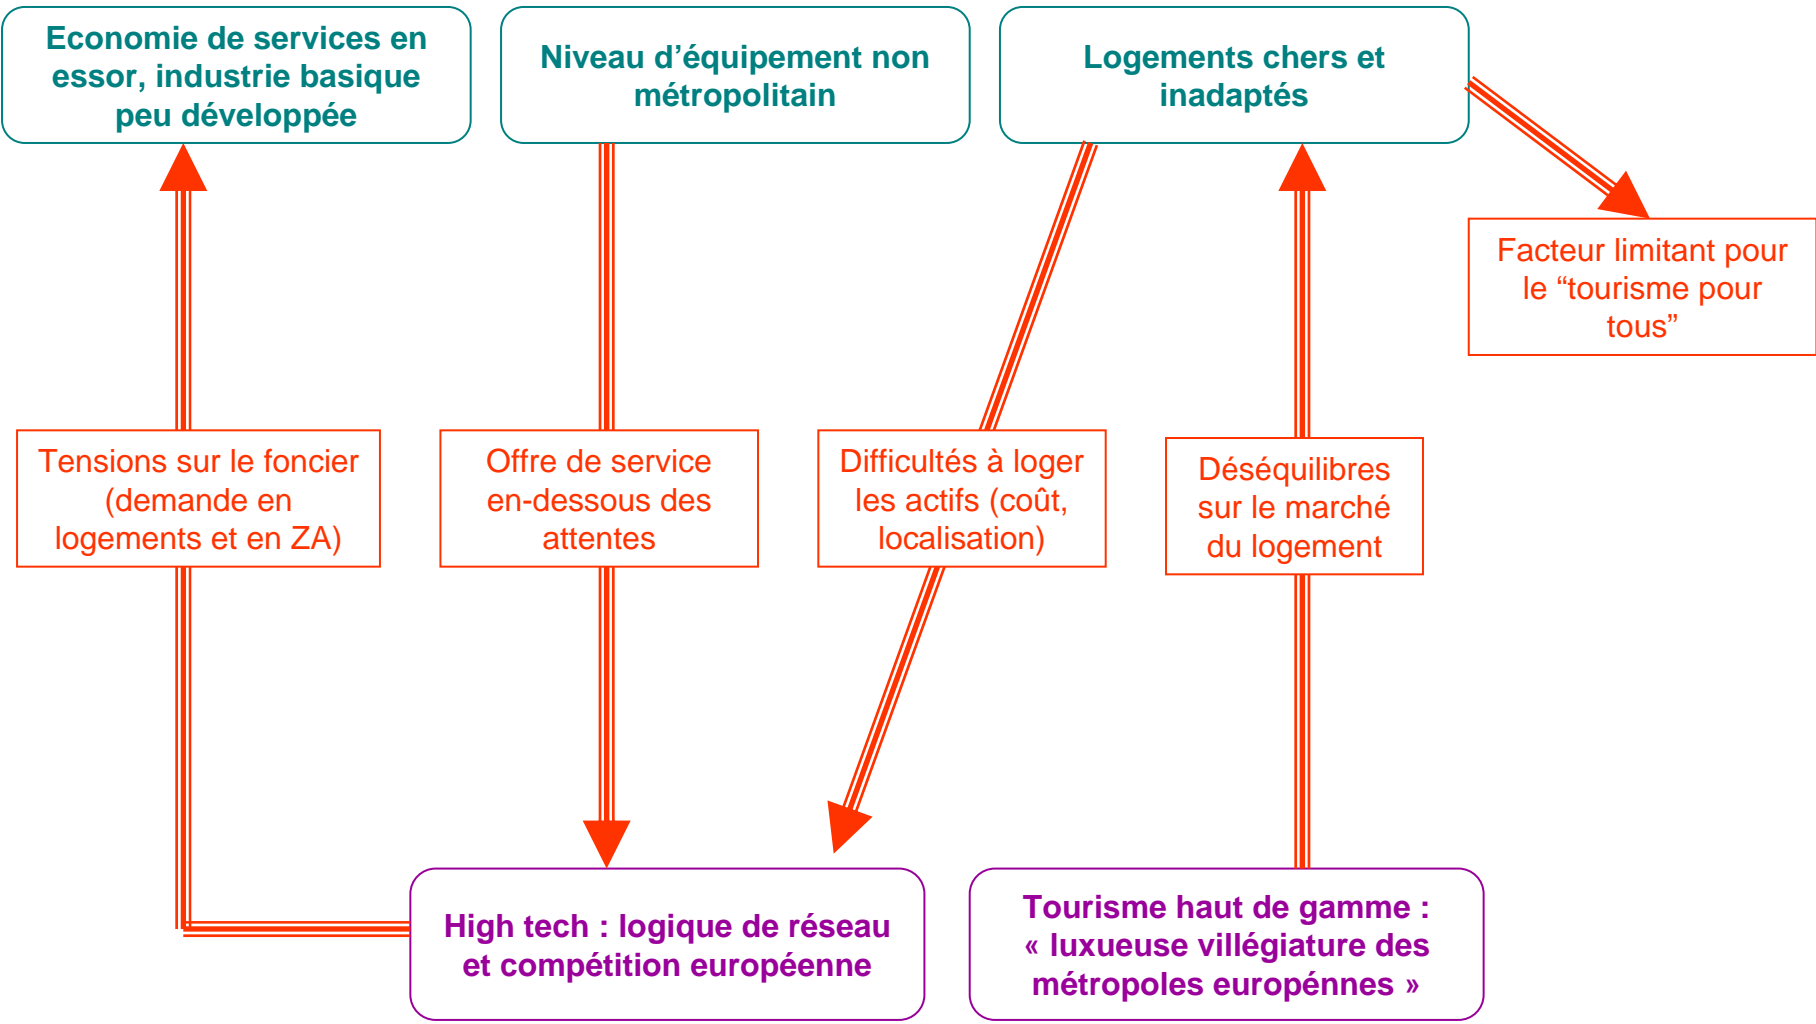 Economie de services en
essor, industrie basique
peu développée
Niveau d’équipement non
métropolitain
Logements chers et
inadaptés
Facteur limitant pour
le “tourisme pour
tous”
Tensions sur le foncier
(demande en
logements et en ZA)
Offre de service
en-dessous des
attentes
Difficultés à loger
les actifs (coût,
localisation)
Déséquilibres
sur le marché
du logement
High tech : logique de réseau
et compétition européenne
Tourisme haut de gamme :
« luxueuse villégiature des
métropoles europénnes »